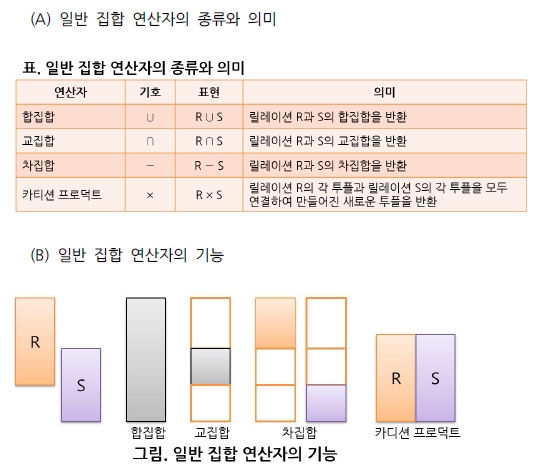 (A) 일반 집합 연산자의 종류와 의미
표. 일반 집합 연산자의 종류와 의미
연산자 기호 표현 의미
합집합 ∪ R∪S 릴레이션 R과 S의 합집합을 반환
교집합 ∩ R∩S 릴레이션 R과 S의 교집합을 반환
차집합 − R − S 릴레이션 R과 S의 차집합을 반환
카티션 프로덕트 × R × S 릴레이션 R의 각 투플과 릴레이션 S의 각 투플을 모두
연결하여 만들어진 새로운 투플을 반환
(B) 일반 집합 연산자의 기능
R
S
R S
합집합 교집합 차집합 카디션 프로덕트
그림. 일반 집합 연산자의 기능